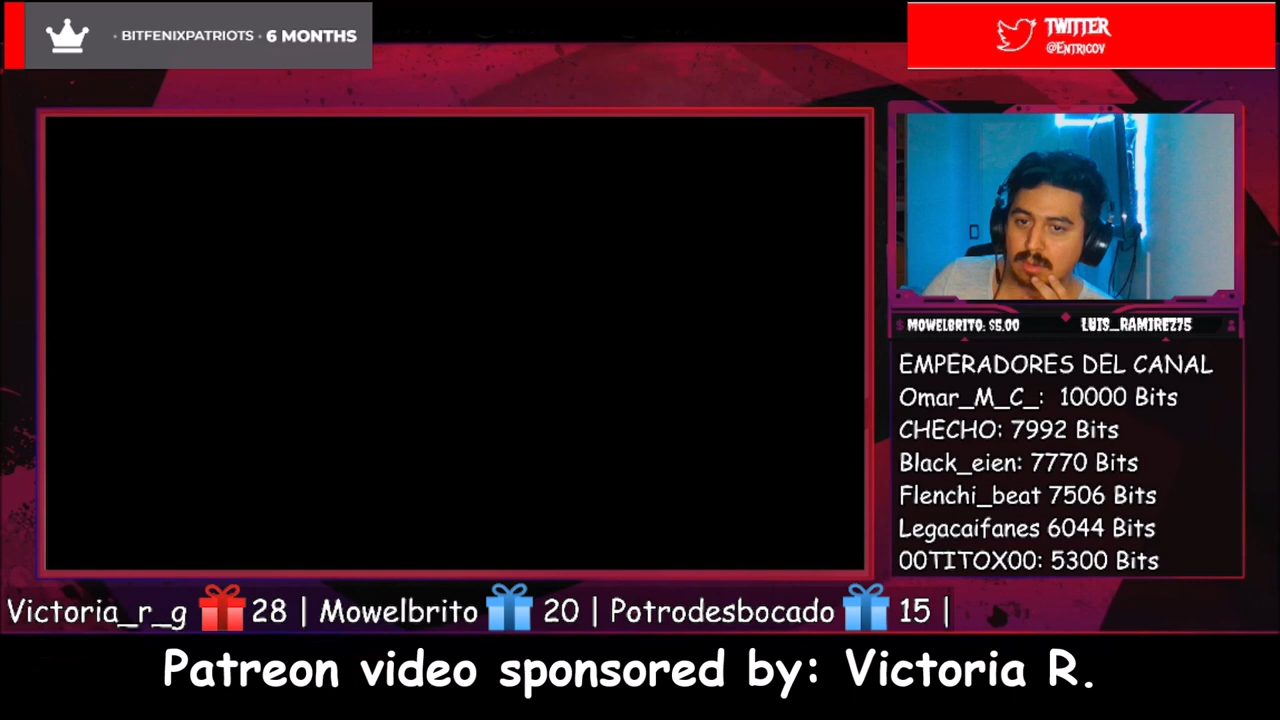 • BITFENIXPATRIOTS • 6 MONTHS
TWITTER
@ENTRICOV
$ MOWELBRITO: $5.00
LUIS_RAMIREZ75
EMPERADORES DEL CANAL
Omar_M_C_: 10000 Bits
CHECHO: 7992 Bits
Black_eien: 7770 Bits
Flenchi_beat 7506 Bits
Legacaifanes 6044 Bits
00TITOX00: 5300 Bits
Victoria_r_g 28 | Mowelbrito 20 | Potrodesbocado 15 |
Patreon video sponsored by: Victoria R.